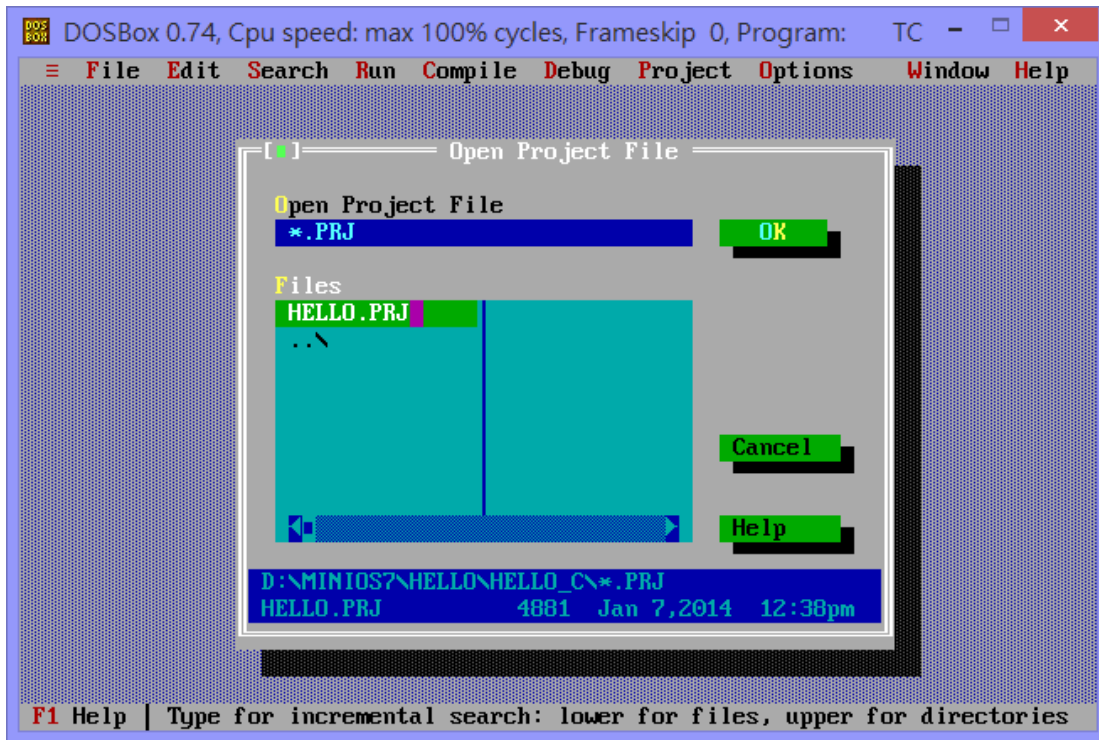 DOS BOX DOSBox 0.74, Cpu speed: max 100% cycles, Frameskip 0, Program: TC
≡ File Edit Search Run Compile Debug Project Options Window Help
[■] Open Project File
Open Project File
*.PRJ
OK
Files
HELLO.PRJ
..\
Cancel
Help
D:\MINIOS7\HELLO\HELLO_C\*.PRJ
HELLO.PRJ 4881 Jan 7,2014 12:38pm
F1 Help | Type for incremental search: lower for files, upper for directories